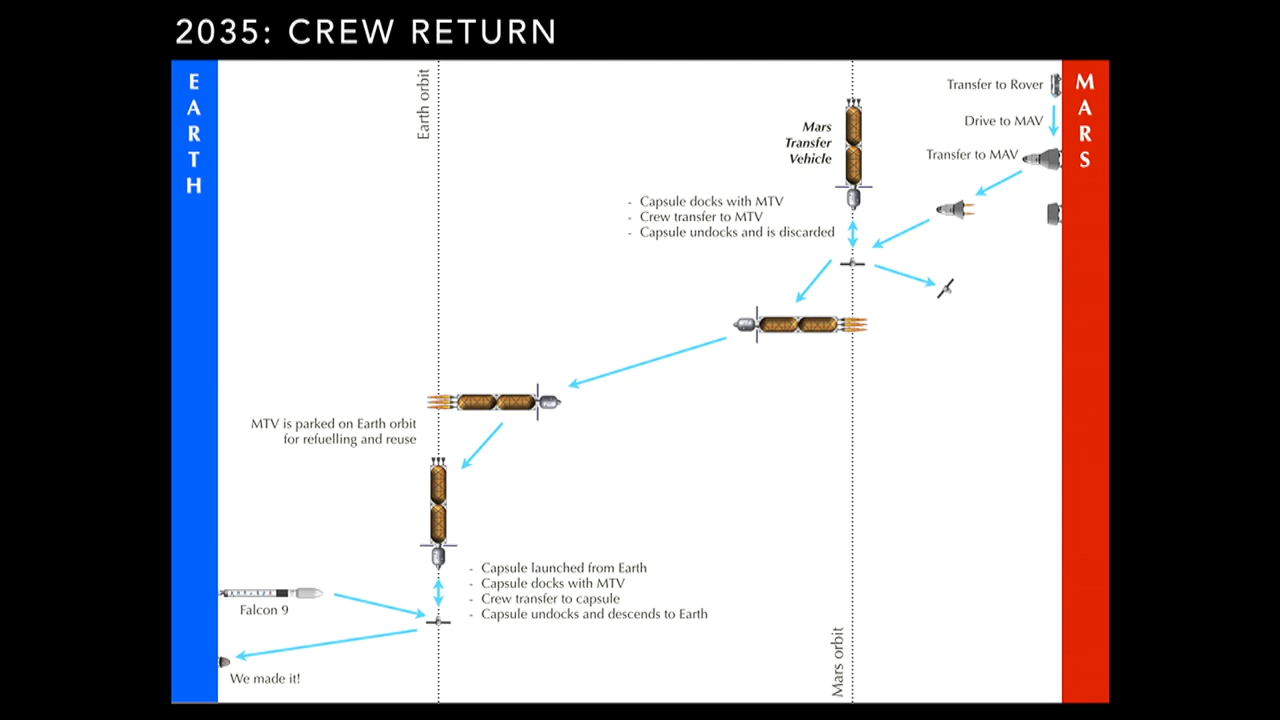 2035: CREW RETURN
EARTH
MARS
Earth orbit
Transfer to Rover
Drive to MAV
Transfer to MAV
Mars
Transfer
Vehicle
- Capsule docks with MTV
- Crew transfer to MTV
- Capsule undocks and is discarded
MTV is parked on Earth orbit
for refuelling and reuse
- Capsule launched from Earth
- Capsule docks with MTV
- Crew transfer to capsule
- Capsule undocks and descends to Earth
Falcon 9
Mars orbit
We made it!